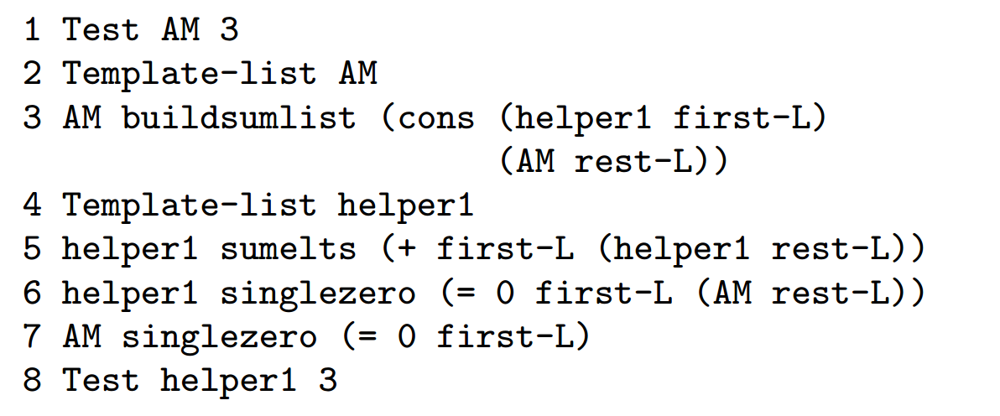 1 Test AM 3
2 Template-list AM
3 AM buildsumlist (cons (helper1 first-L)
(AM rest-L))
4 Template-list helper1
5 helper1 sumelts (+ first-L (helper1 rest-L))
6 helper1 singlezero (= 0 first-L (AM rest-L))
7 AM singlezero (= 0 first-L)
8 Test helper1 3